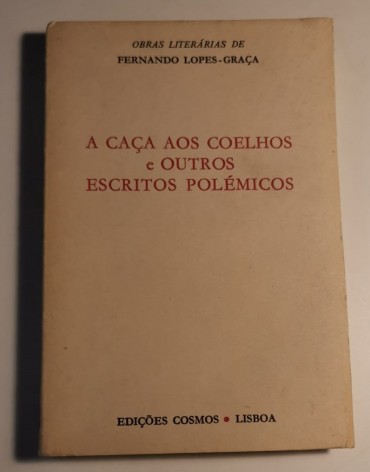 OBRAS LITERÁRIAS DE
FERNANDO LOPES-GRAÇA
A CAÇA AOS COELHOS
e OUTROS
ESCRITOS POLÉMICOS
EDIÇÕES COSMOS • LISBOA